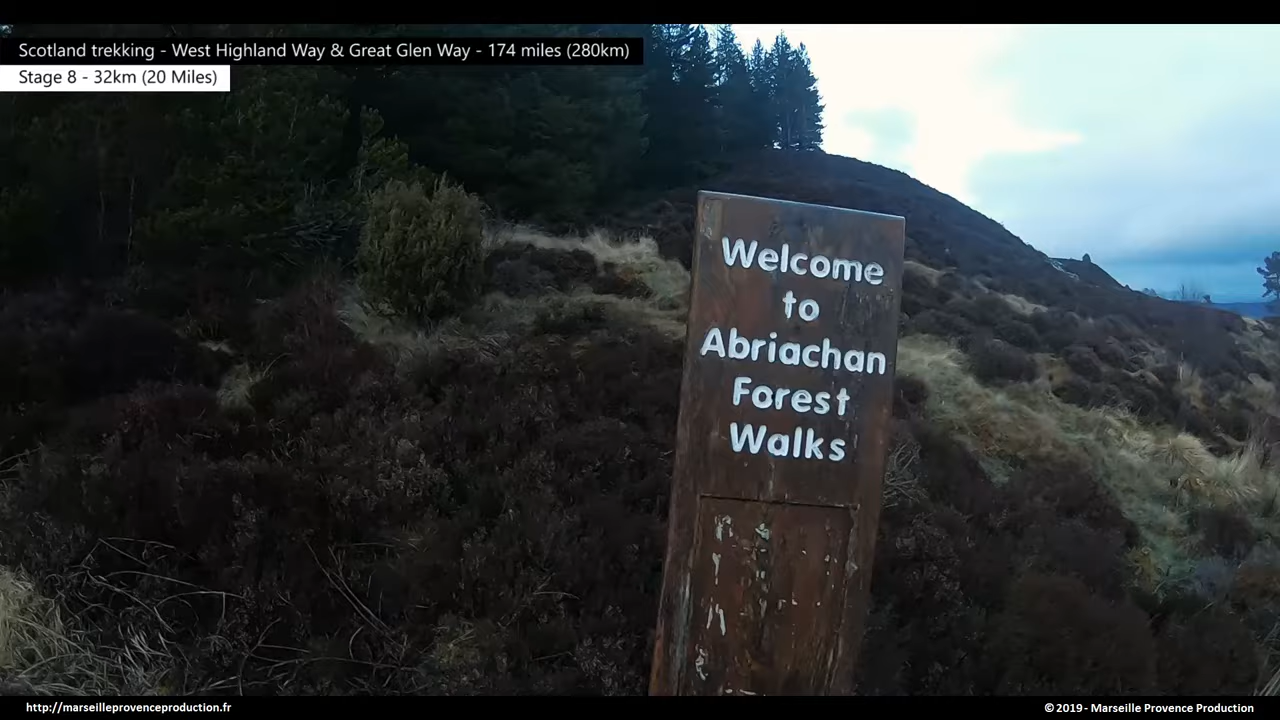 Scotland trekking - West Highland Way & Great Glen Way - 174 miles (280km)
Stage 8 - 32km (20 Miles)
Welcome
to
Abriachan
Forest
Walks
http://marseilleprovenceproduction.fr
© 2019 - Marseille Provence Production